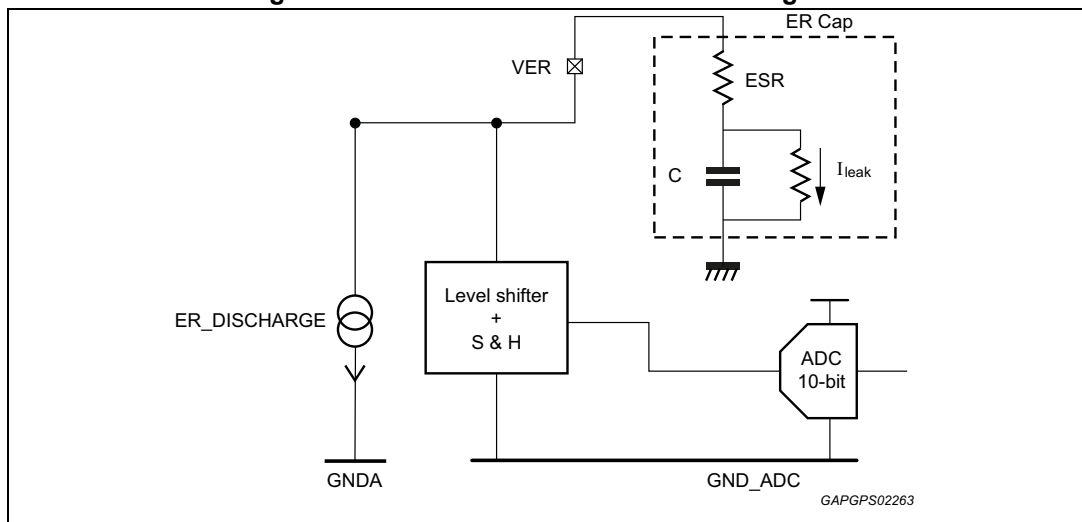 ER Cap
VER
ESR
C
Ileak
ER_DISCHARGE
Level shifter
+
S & H
ADC
10-bit
GNDA
GND_ADC
GAPGPS02263